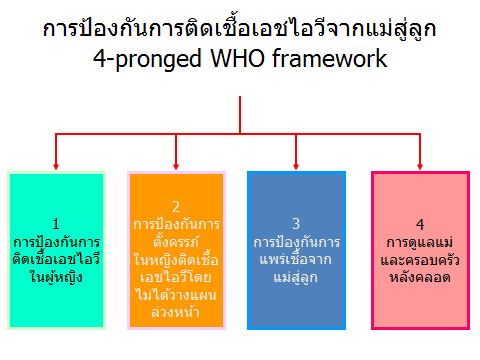 การป้องกันการติดเชื้อเอชไอวีจากแม่สู่ลูก
4-pronged WHO framework
1
การป้องกันการ
ติดเชื้อเอชไอวี
ในผู้หญิง
2
การป้องกันการ
ตั้งครรภ์
ในหญิงติดเชื้อ
เอชไอวีโดย
ไม่ได้วางแผน
ล่วงหน้า
3
การป้องกันการ
แพร่เชื้อจาก
แม่สู่ลูก
4
การดูแลแม่
และครอบครัว
หลังคลอด